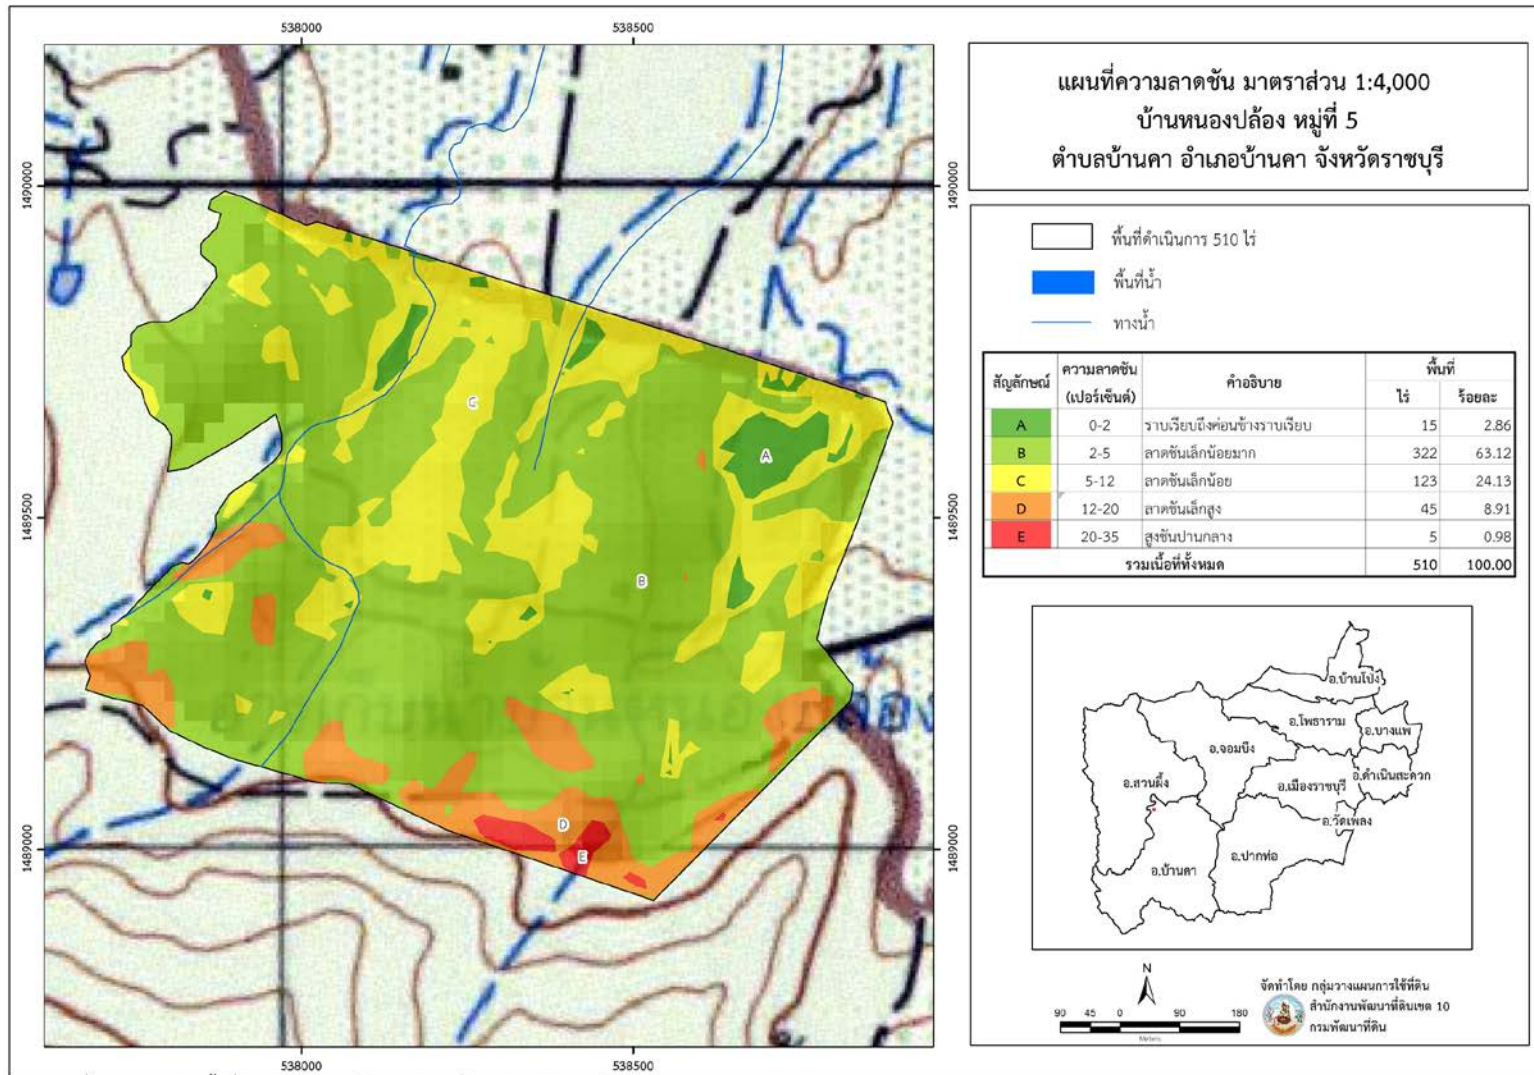 538000
538500
1490000
1490000
1489500
1489500
1489000
1489000
538000
538500
C
A
B
D
E
แผนที่ความลาดชัน มาตราส่วน 1:4,000
บ้านหนองปล้อง หมู่ที่ 5
ตำบลบ้านคา อำเภอบ้านคา จังหวัดราชบุรี
พื้นที่ดำเนินการ 510 ไร่
พื้นที่น้ำ
ทางน้ำ
สัญลักษณ์ ความลาดชัน (เปอร์เซ็นต์) คำอธิบาย พื้นที่
ไร่ ร้อยละ
A 0-2 ราบเรียบถึงค่อนข้างราบเรียบ 15 2.86
B 2-5 ลาดชันเล็กน้อยมาก 322 63.12
C 5-12 ลาดชันเล็กน้อย 123 24.13
D 12-20 ลาดชันเล็กสูง 45 8.91
E 20-35 สูงชันปานกลาง 5 0.98
รวมเนื้อที่ทั้งหมด 510 100.00
อ.บ้านโป่ง
อ.โพธาราม
อ.บางแพ
อ.จอมบึง
อ.ดำเนินสะดวก
อ.สวนผึ้ง
อ.เมืองราชบุรี
อ.วัดเพลง
อ.ปากท่อ
อ.บ้านคา
N
90 45 0 90 180
Meters
จัดทำโดย กลุ่มวางแผนการใช้ที่ดิน
สำนักงานพัฒนาที่ดินเขต 10
กรมพัฒนาที่ดิน